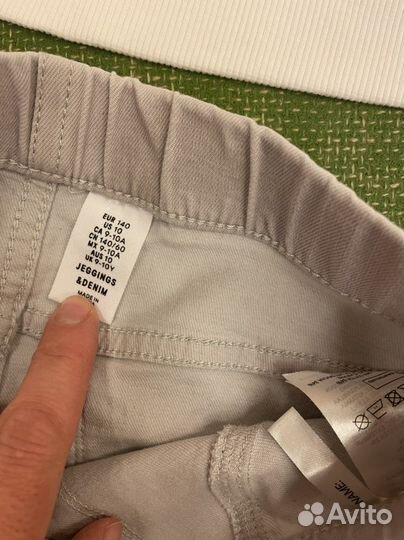 EUR 140
US 10
CA 9-10A
CN 140/60
MX 9-10A
AUS 10
UK 9-10Y
JEGGINGS
&DENIM
MADE IN
NAME:
Avito